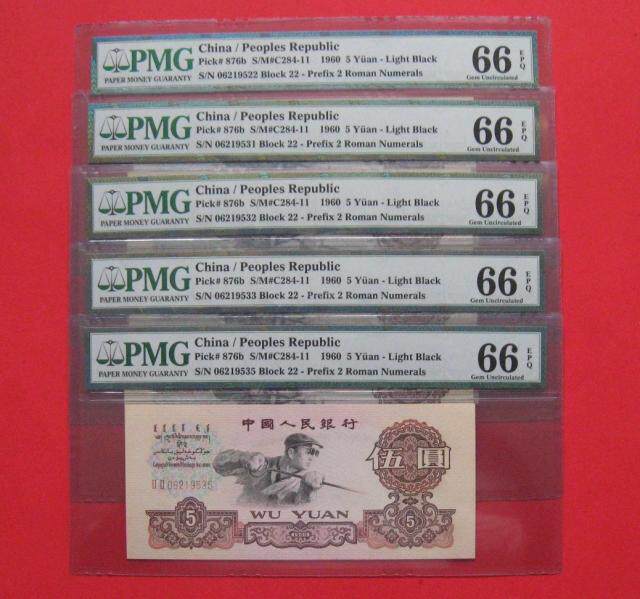 PMG
PAPER MONEY GUARANTY
China / Peoples Republic
Pick# 876b S/M#C284-11 1960 5 Yüan - Light Black
S/N 06219522 Block 22 - Prefix 2 Roman Numerals
66 EPQ
Gem Uncirculated
PMG
PAPER MONEY GUARANTY
China / Peoples Republic
Pick# 876b S/M#C284-11 1960 5 Yüan - Light Black
S/N 06219531 Block 22 - Prefix 2 Roman Numerals
66 EPQ
Gem Uncirculated
PMG
PAPER MONEY GUARANTY
China / Peoples Republic
Pick# 876b S/M#C284-11 1960 5 Yüan - Light Black
S/N 06219532 Block 22 - Prefix 2 Roman Numerals
66 EPQ
Gem Uncirculated
PMG
PAPER MONEY GUARANTY
China / Peoples Republic
Pick# 876b S/M#C284-11 1960 5 Yüan - Light Black
S/N 06219533 Block 22 - Prefix 2 Roman Numerals
66 EPQ
Gem Uncirculated
PMG
PAPER MONEY GUARANTY
China / Peoples Republic
Pick# 876b S/M#C284-11 1960 5 Yüan - Light Black
S/N 06219535 Block 22 - Prefix 2 Roman Numerals
66 EPQ
Gem Uncirculated
中國人民銀行
伍圓
06219535
WU YUAN
5
5